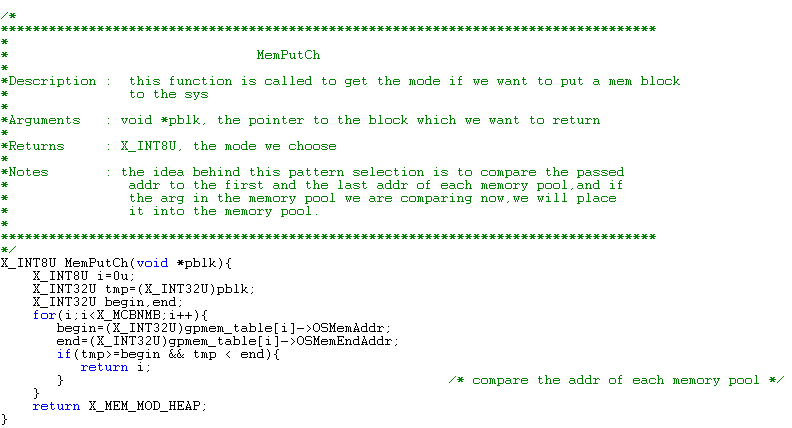 /*
**********************************************************************************
*
*                               MemPutCh
*
*Description :  this function is called to get the mode if we want to put a mem block
*               to the sys
*
*Arguments   : void *pblk, the pointer to the block which we want to return
*
*Returns     : X_INT8U, the mode we choose
*
*Notes       : the idea behind this pattern selection is to compare the passed
*               addr to the first and the last addr of each memory pool,and if
*               the arg in the memory pool we are comparing now,we will place
*               it into the memory pool.
*
**********************************************************************************
*/
X_INT8U MemPutCh(void *pblk){
    X_INT8U i=0u;
    X_INT32U tmp=(X_INT32U)pblk;
    X_INT32U begin,end;
    for(i;i<X_MCBNMB;i++){
       begin=(X_INT32U)gpmem_table[i]->OSMemAddr;
       end=(X_INT32U)gpmem_table[i]->OSMemEndAddr;
       if(tmp>=begin && tmp < end){
          return i;
       }                                                /* compare the addr of each memory pool */
    }
    return X_MEM_MOD_HEAP;
}